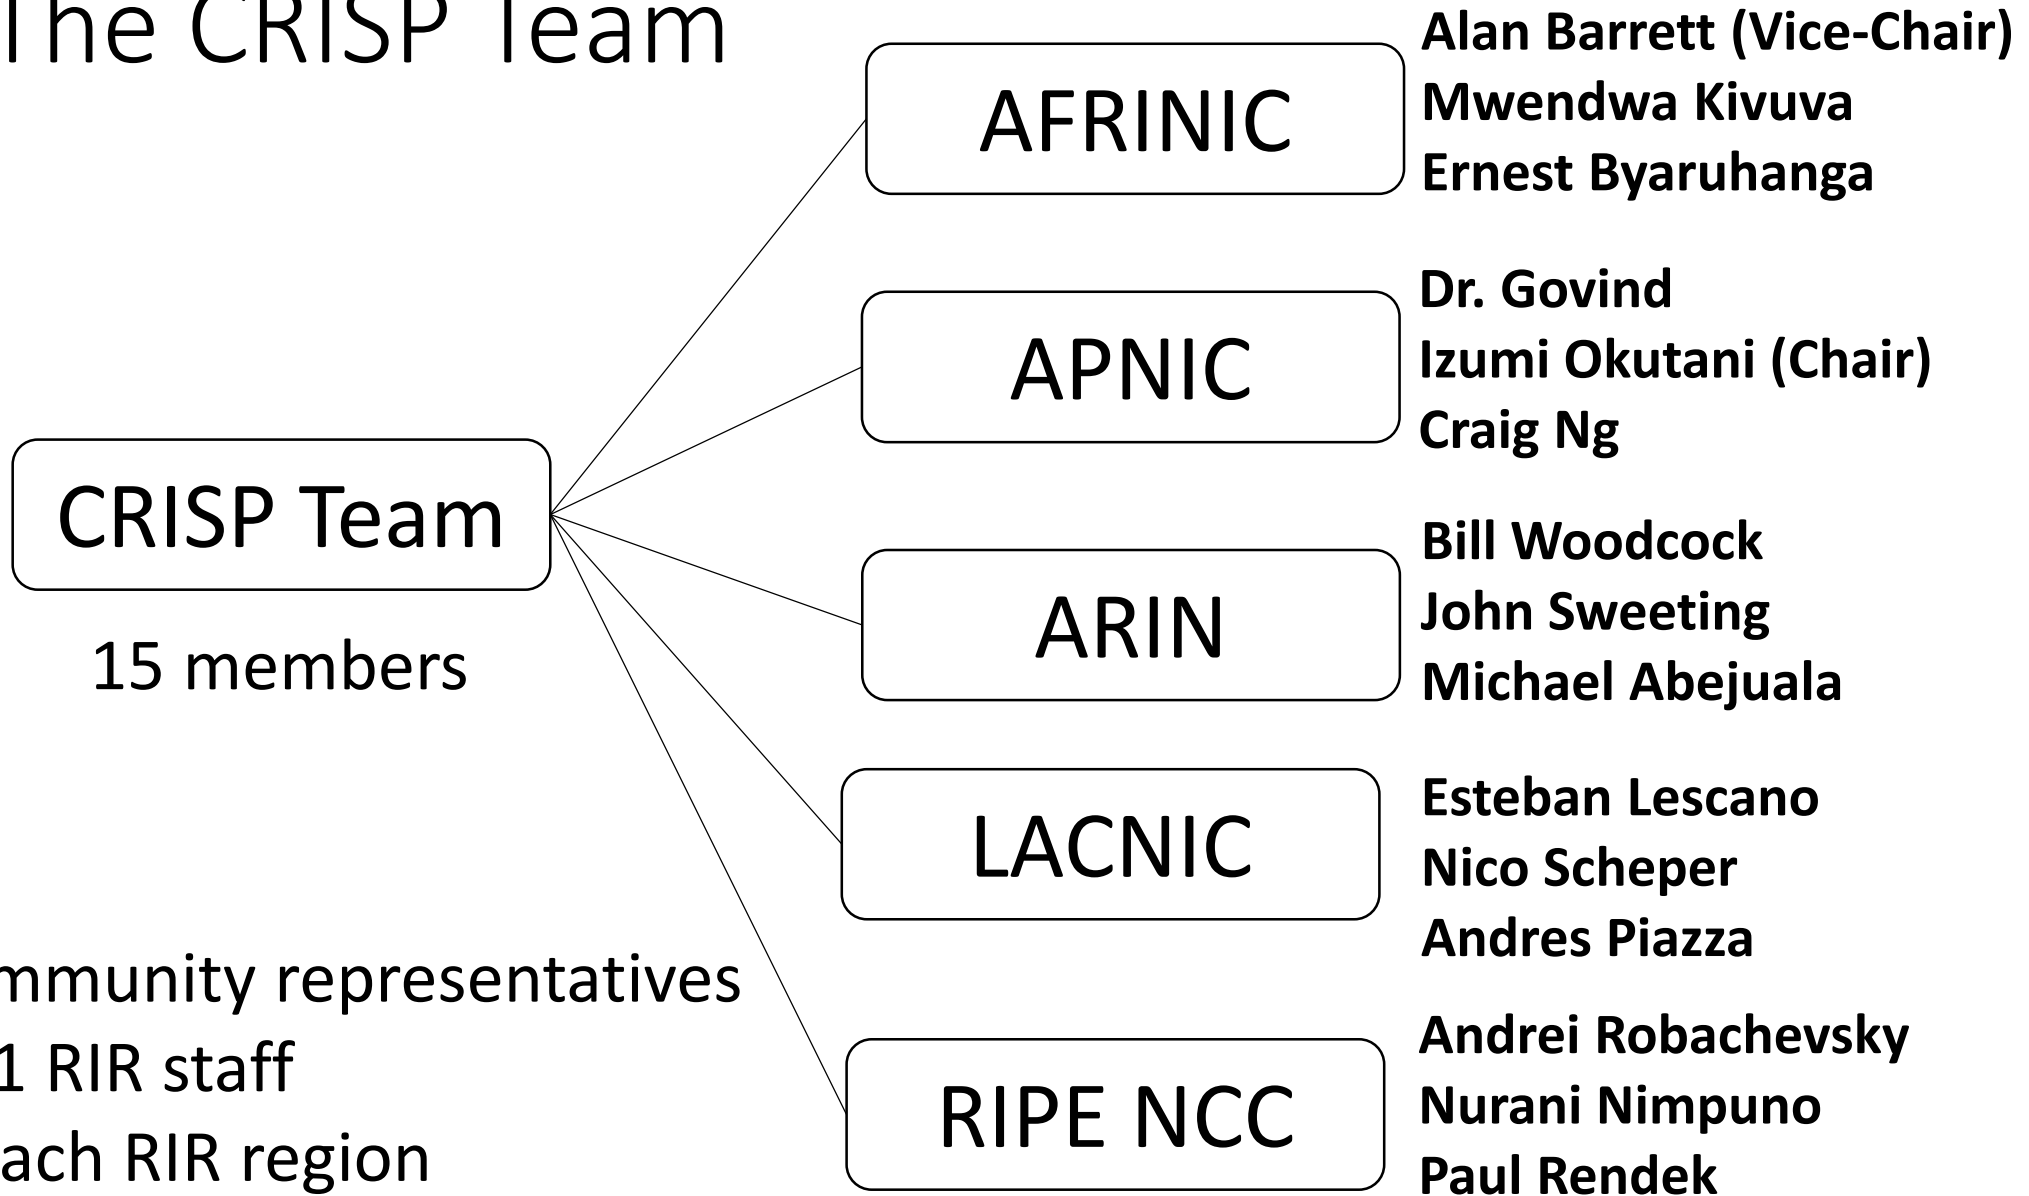 The CRISP Team
AFRINIC
Alan Barrett (Vice-Chair)
Mwendwa Kivuva
Ernest Byaruhanga
APNIC
Dr. Govind
Izumi Okutani (Chair)
Craig Ng
CRISP Team
15 members
ARIN
Bill Woodcock
John Sweeting
Michael Abejuala
LACNIC
Esteban Lescano
Nico Scheper
Andres Piazza
mmunity representatives
1 RIR staff
ach RIR region
RIPE NCC
Andrei Robachevsky
Nurani Nimpuno
Paul Rendek